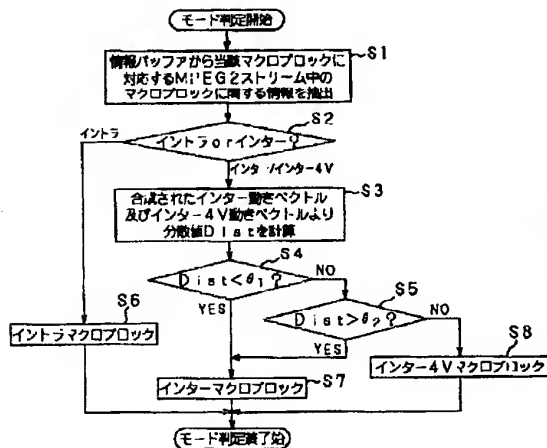 モード判定開始
S1
情報バッファから当該マクロブロックに
対応するMPEG2ストリーム中の
マクロブロックに関する情報を抽出
S2
イントラ
イントラorインター?
インター/インター4V
S3
合成されたインター動きベクトル
及びインター4V動きベクトルより
分散値Distを計算
S4
Dist<θ1?
NO
YES
S5
Dist>θ2?
NO
YES
S6
イントラマクロブロック
S7
インターマクロブロック
S8
インター4Vマクロブロック
モード判定終了始